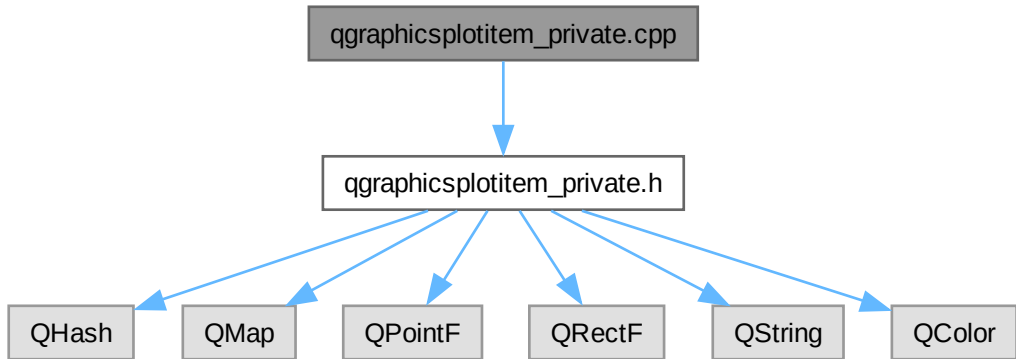 qgraphicsplotitem_private.cpp
qgraphicsplotitem_private.h
QHash
QMap
QPointF
QRectF
QString
QColor